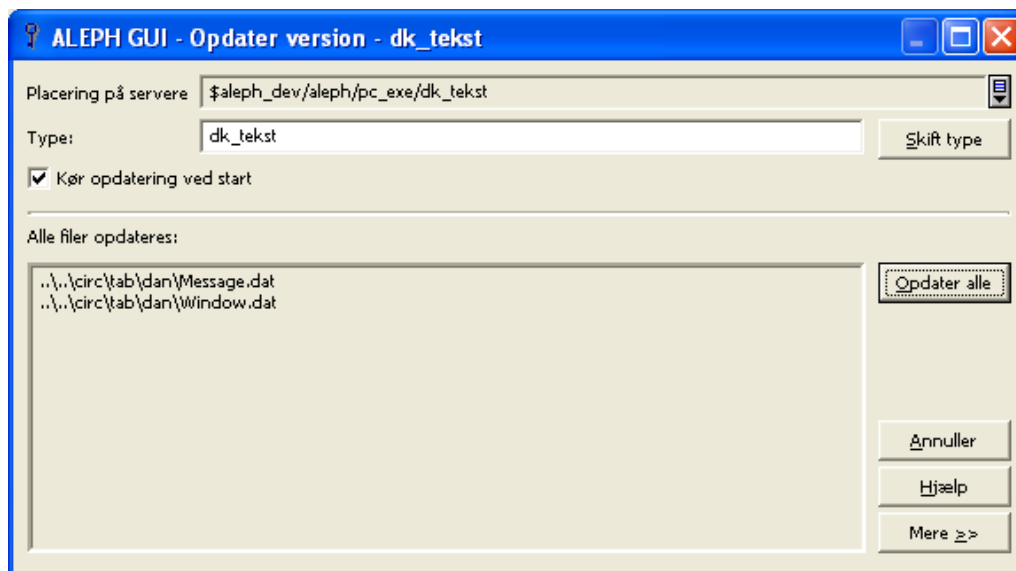 ALEPH GUI - Opdater version - dk_tekst
Placering på servere $aleph_dev/aleph/pc_exe/dk_tekst
Type: dk_tekst Skift type
Kør opdatering ved start
Alle filer opdateres:
..\..\circ\tab\dan\Message.dat
..\..\circ\tab\dan\Window.dat
Opdater alle
Annuller
Hjælp
Mere >>